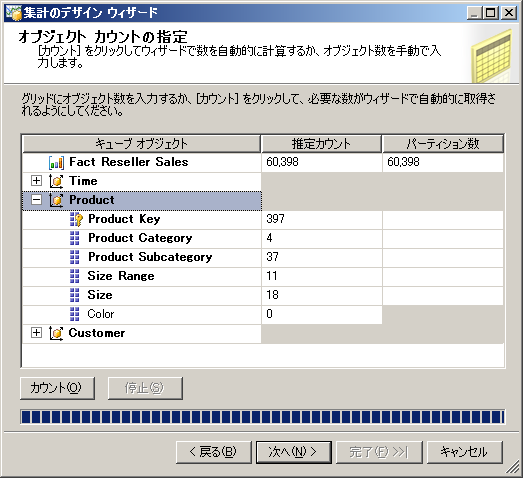 集計のデザイン ウィザード
オブジェクト カウントの指定
[カウント] をクリックしてウィザードで数を自動的に計算するか、オブジェクト数を手動で入
力します。
グリッドにオブジェクト数を入力するか、[カウント] をクリックして、必要な数がウィザードで自動的に取得さ
れるようにしてください。
キューブ オブジェクト 推定カウント パーティション数
Fact Reseller Sales 60,398 60,398
Time
Product
Product Key 397
Product Category 4
Product Subcategory 37
Size Range 11
Size 18
Color 0
Customer
カウント(O) 停止(S)
< 戻る(B) 次へ(N) > 完了(F) >>| キャンセル